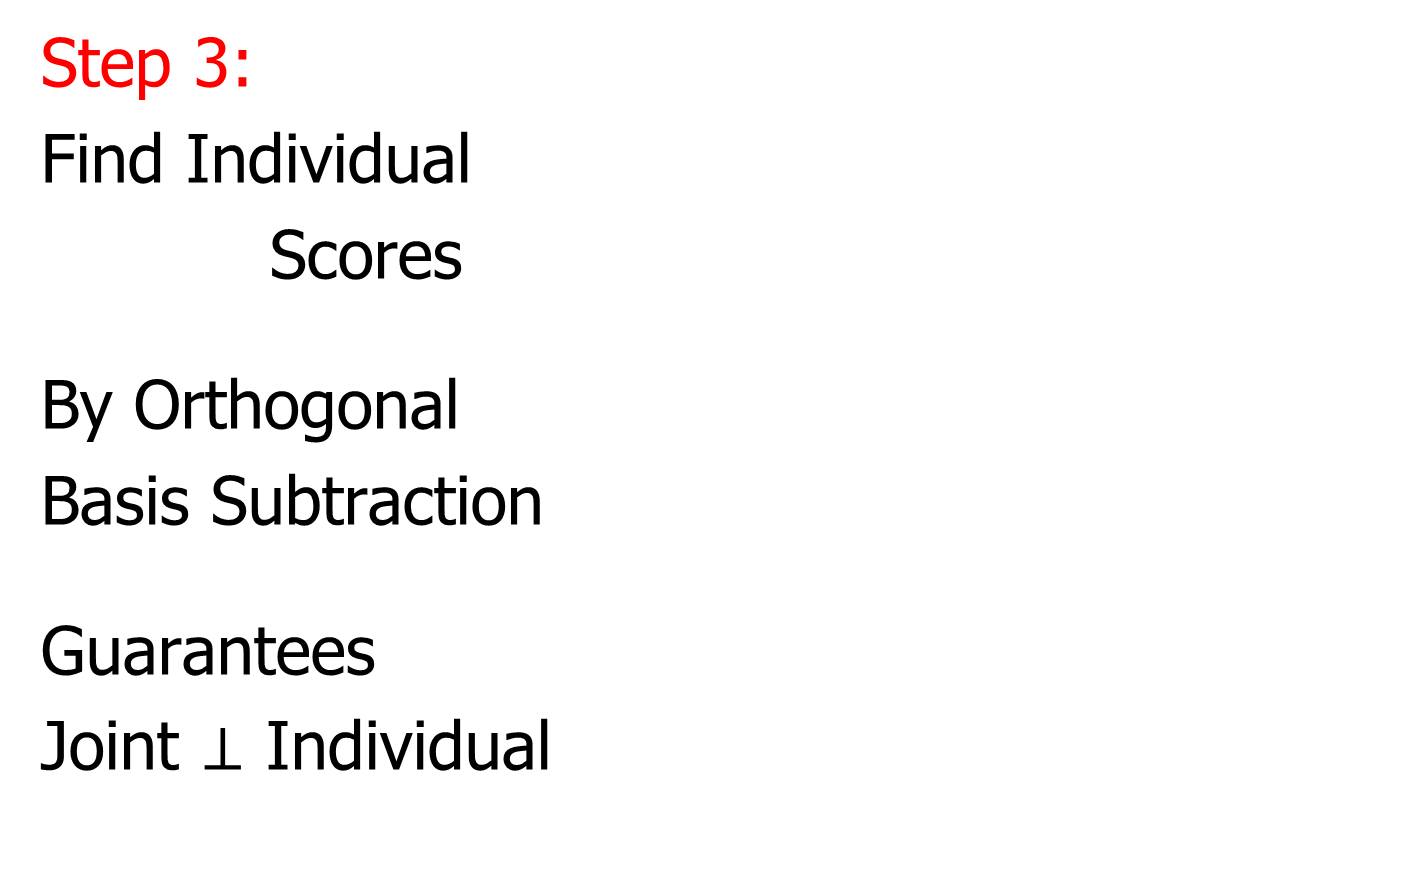 Step 3:
Find Individual
Scores
By Orthogonal
Basis Subtraction
Guarantees
Joint ⊥ Individual